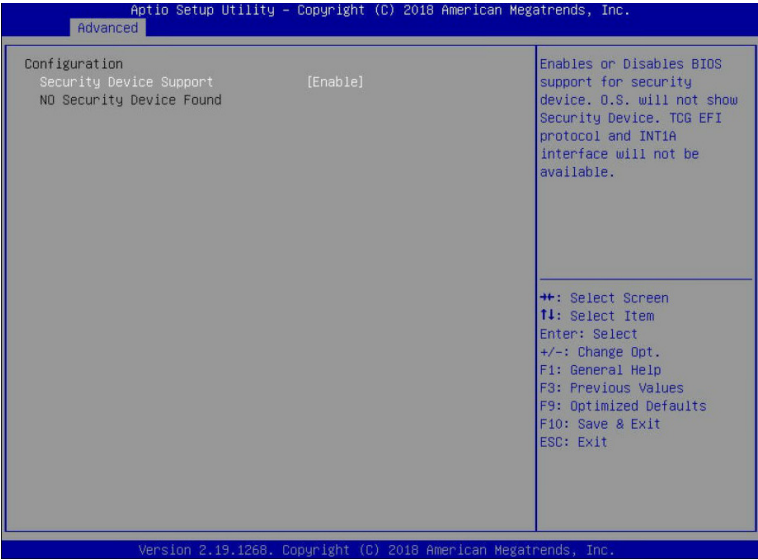 Aptio Setup Utility – Copyright (C) 2018 American Megatrends, Inc.
Advanced
Configuration
Security Device Support [Enable]
NO Security Device Found
Enables or Disables BIOS
support for security
device. O.S. will not show
Security Device. TCG EFI
protocol and INT1A
interface will not be
available.
→←: Select Screen
↑↓: Select Item
Enter: Select
+/-: Change Opt.
F1: General Help
F3: Previous Values
F9: Optimized Defaults
F10: Save & Exit
ESC: Exit
Version 2.19.1268. Copyright (C) 2018 American Megatrends, Inc.